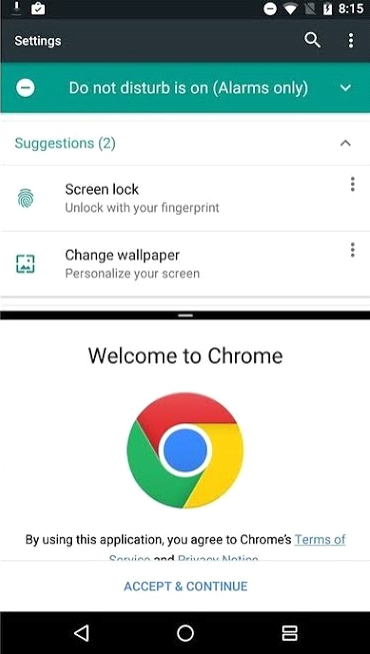 8:15
Settings
Do not disturb is on (Alarms only)
Suggestions (2)
Screen lock
Unlock with your fingerprint
Change wallpaper
Personalize your screen
Welcome to Chrome
By using this application, you agree to Chrome's Terms of
Service and Privacy Notice.
ACCEPT & CONTINUE